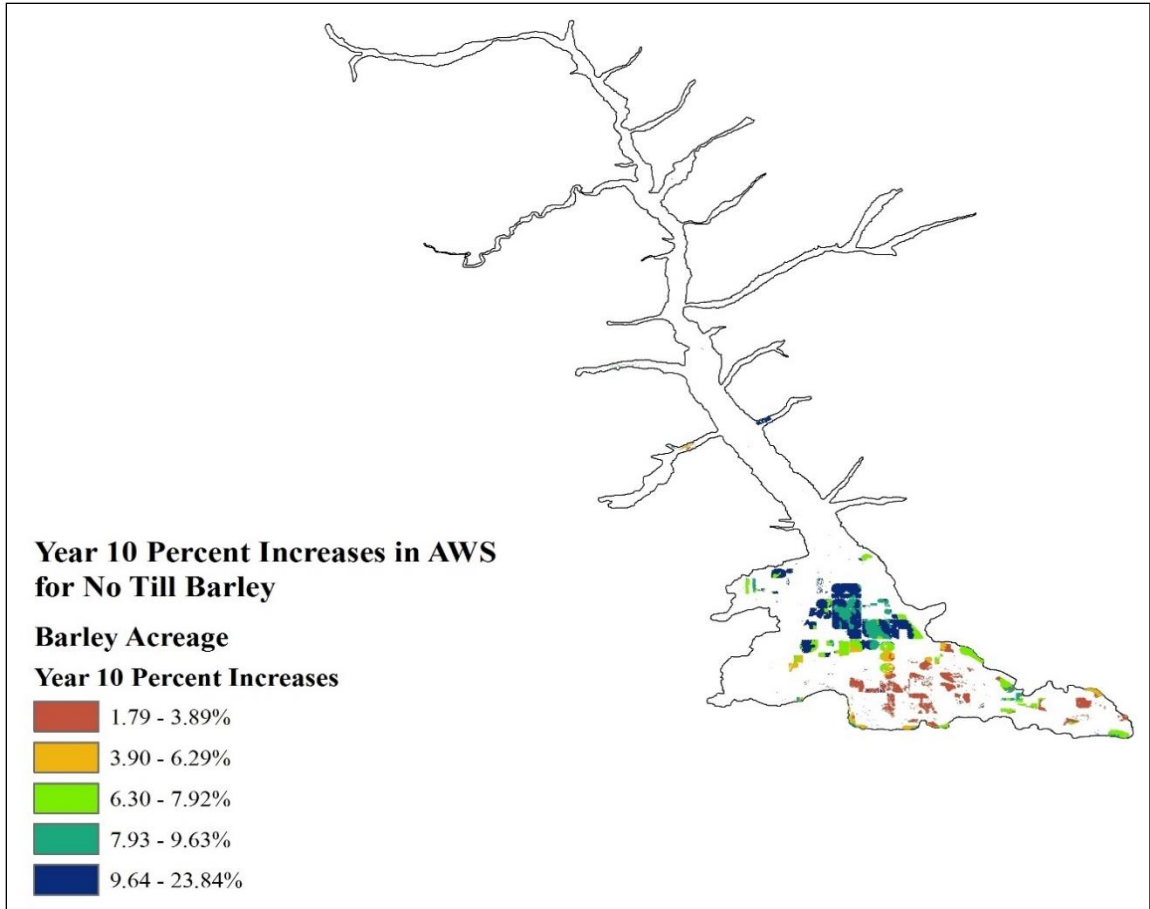 Year 10 Percent Increases in AWS
for No Till Barley
Barley Acreage
Year 10 Percent Increases
1.79 - 3.89%
3.90 - 6.29%
6.30 - 7.92%
7.93 - 9.63%
9.64 - 23.84%